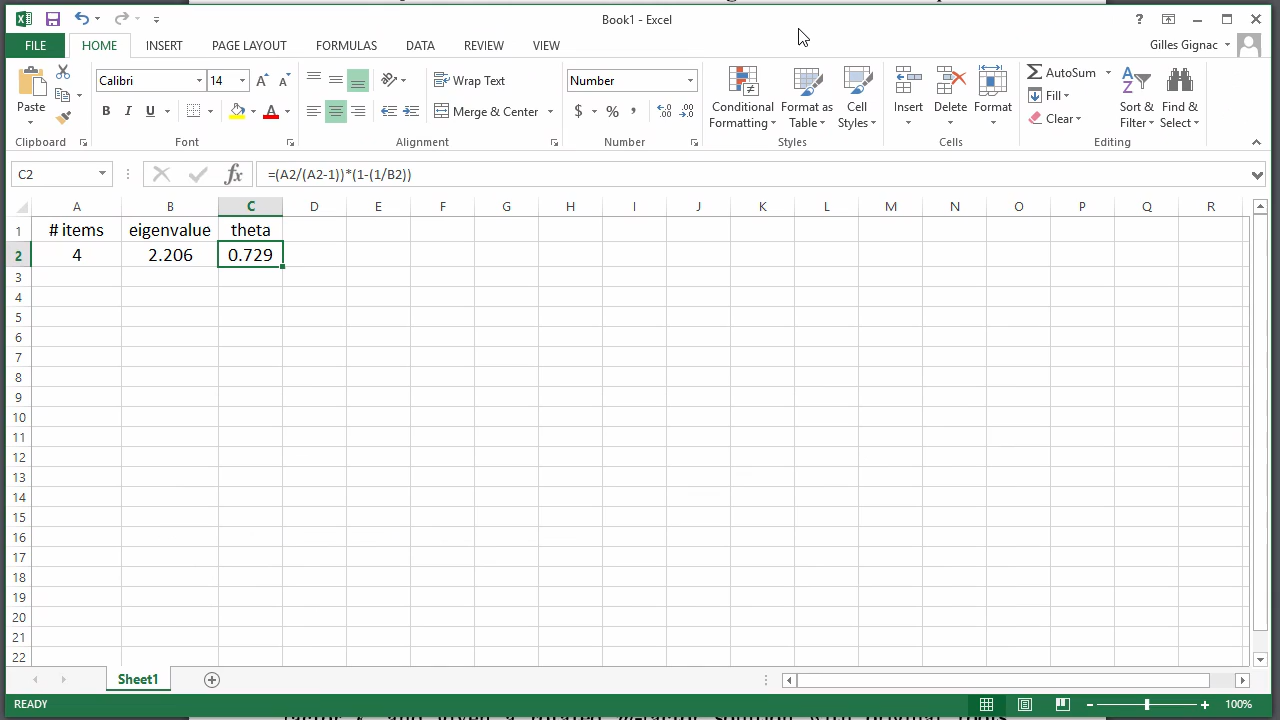 Book1 - Excel
?
FILE HOME INSERT PAGE LAYOUT FORMULAS DATA REVIEW VIEW Gilles Gignac
Paste Calibri 14 A A Wrap Text Number Conditional Formatting Format as Table Cell Styles Insert Delete Format AutoSum Fill Clear Sort & Filter Find & Select
B I U A Merge & Center $ % , .00
Clipboard Font Alignment Number Styles Cells Editing
C2 fx =(A2/(A2-1))*(1-(1/B2))
A B C D E F G H I J K L M N O P Q R
1 # items eigenvalue theta
2 4 2.206 0.729
3
4
5
6
7
8
9
10
11
12
13
14
15
16
17
18
19
20
21
22
Sheet1
READY 100%